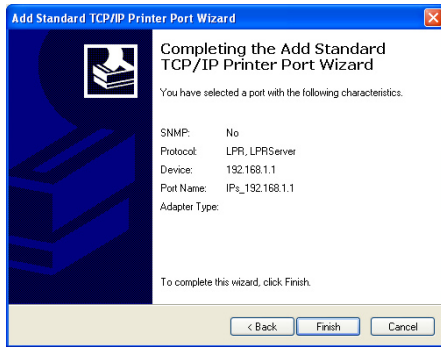 Add Standard TCP/IP Printer Port Wizard
Completing the Add Standard
TCP/IP Printer Port Wizard
You have selected a port with the following characteristics.
SNMP: No
Protocol: LPR, LPRServer
Device: 192.168.1.1
Port Name: IPs_192.168.1.1
Adapter Type:
To complete this wizard, click Finish.
< Back Finish Cancel